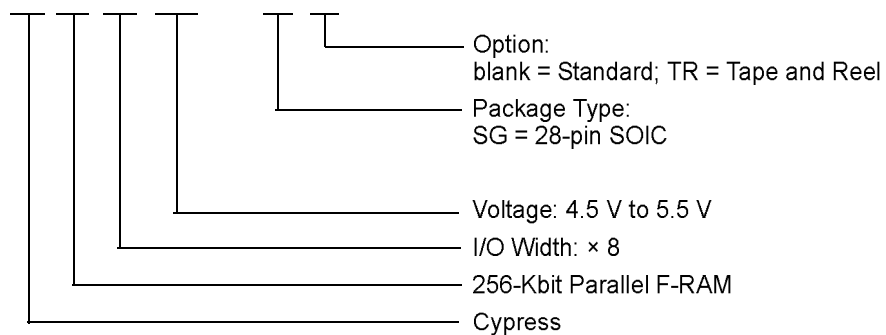 Option:
blank = Standard; TR = Tape and Reel
Package Type:
SG = 28-pin SOIC
Voltage: 4.5 V to 5.5 V
I/O Width: × 8
256-Kbit Parallel F-RAM
Cypress